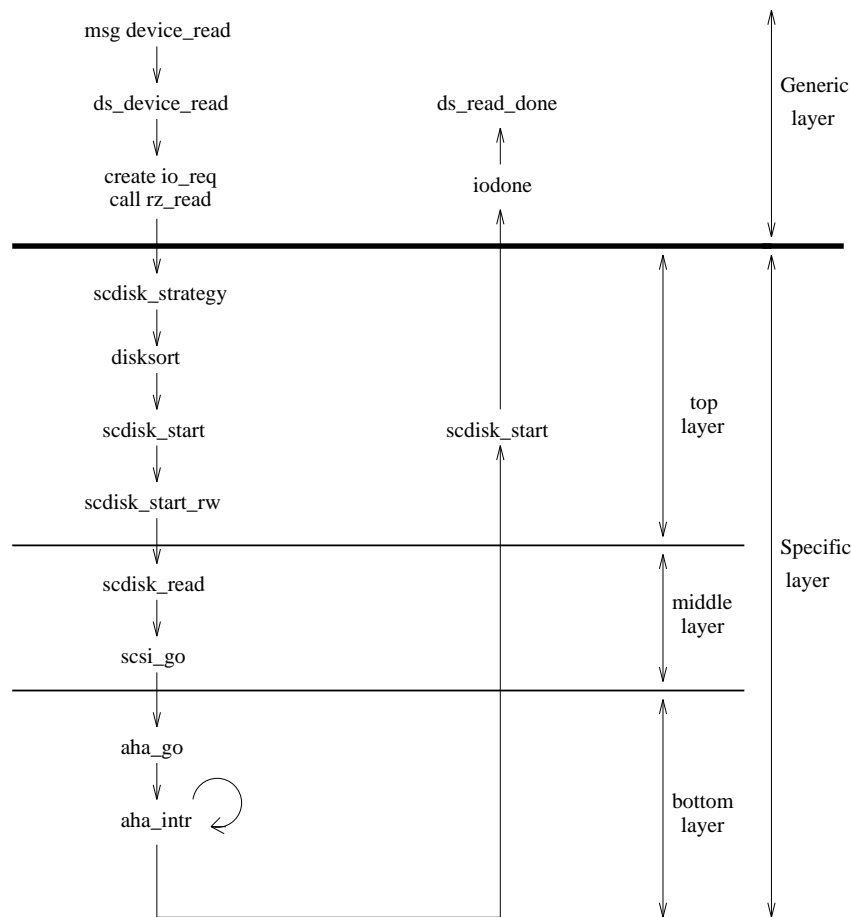 msg device_read
ds_device_read
ds_read_done
Generic
layer
create io_req
call rz_read
iodone
scdisk_strategy
disksort
scdisk_start
scdisk_start
top
layer
scdisk_start_rw
Specific
layer
scdisk_read
middle
layer
scsi_go
aha_go
aha_intr
bottom
layer